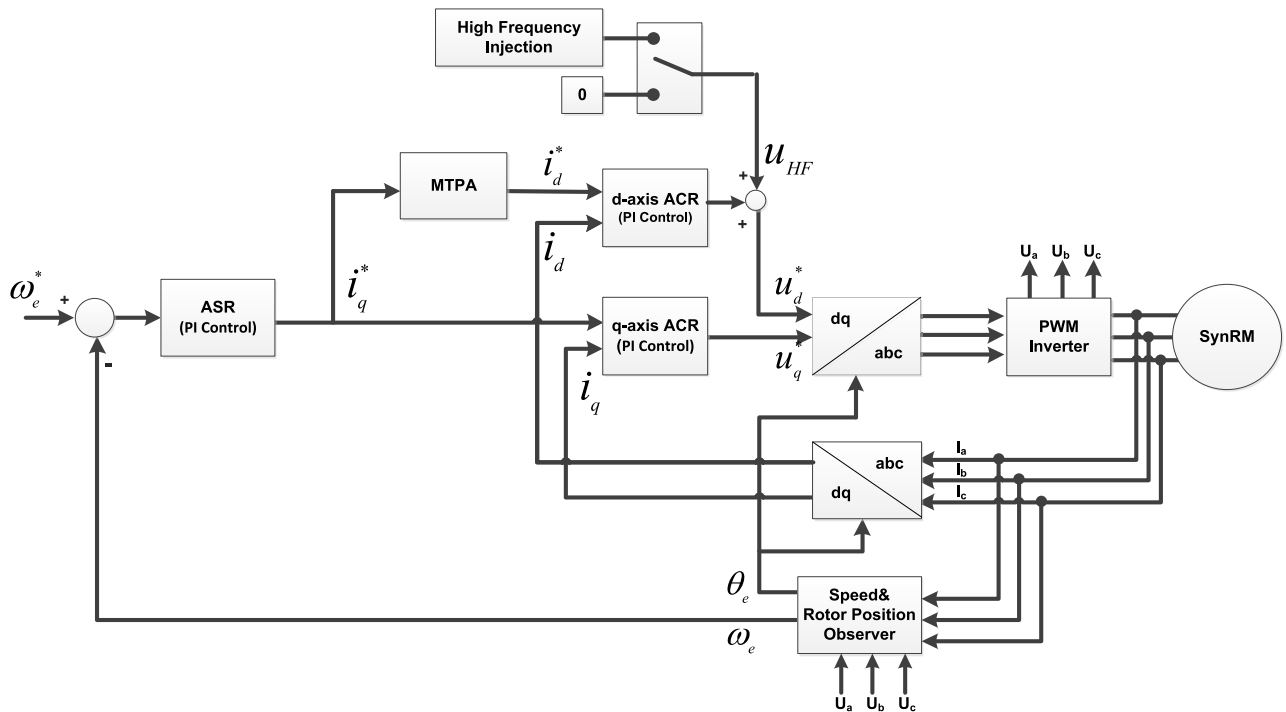 High Frequency
Injection
0
u_HF
+
+
MTPA
i_d^*
d-axis ACR
(PI Control)
i_d
ω_e^*
+
-
ASR
(PI Control)
i_q^*
q-axis ACR
(PI Control)
i_q
u_d^*
u_q^*
dq
abc
U_a
U_b
U_c
PWM
Inverter
SynRM
abc
dq
I_a
I_b
I_c
θ_e
ω_e
Speed&
Rotor Position
Observer
U_a
U_b
U_c